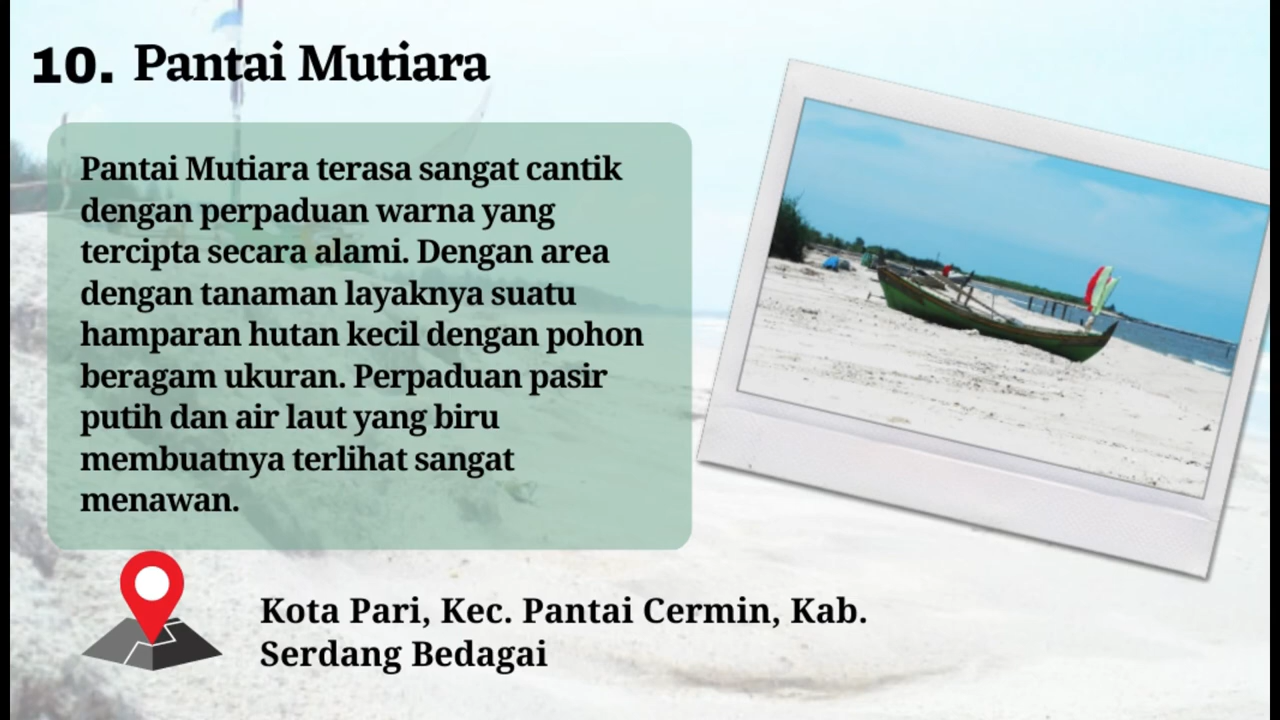 10. Pantai Mutiara
Pantai Mutiara terasa sangat cantik
dengan perpaduan warna yang
tercipta secara alami. Dengan area
dengan tanaman layaknya suatu
hamparan hutan kecil dengan pohon
beragam ukuran. Perpaduan pasir
putih dan air laut yang biru
membuatnya terlihat sangat
menawan.
Kota Pari, Kec. Pantai Cermin, Kab.
Serdang Bedagai